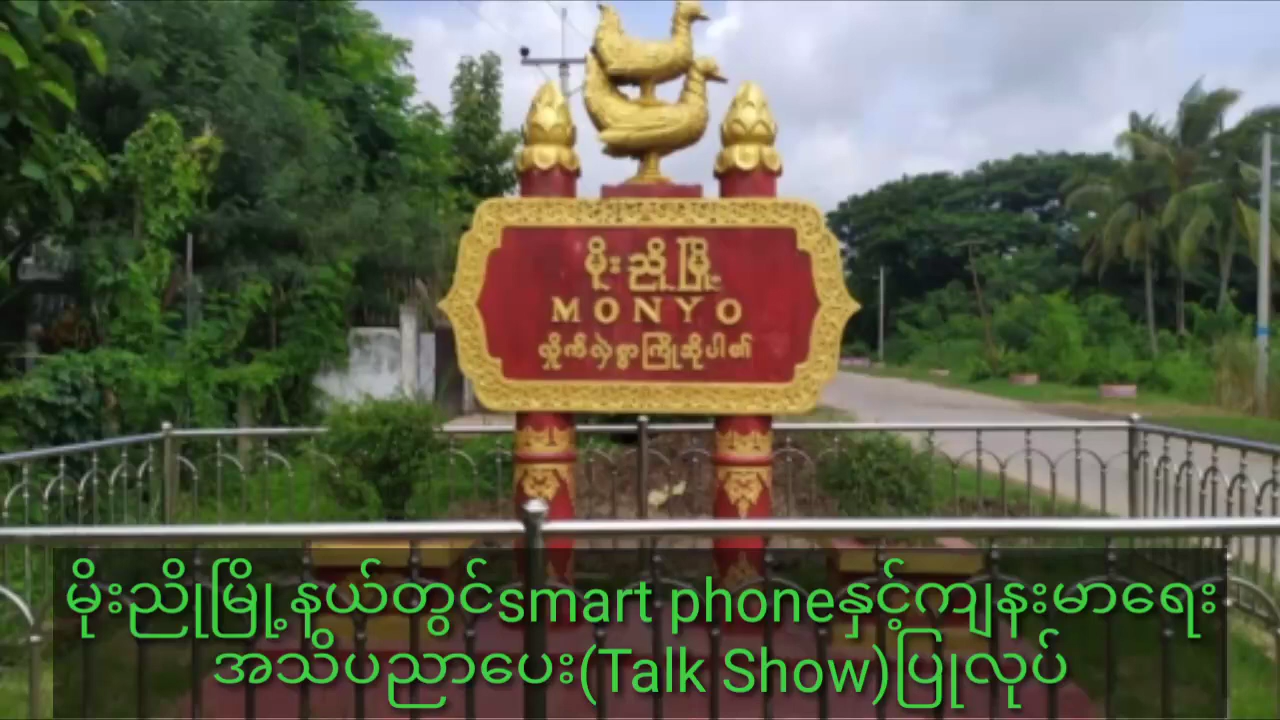 မိုးညိုမြို့
MONYO
လှိုက်လှဲစွာကြိုဆိုပါ၏
မိုးညိုမြို့နယ်တွင်smart phoneနှင့်ကျန်းမာရေး
အသိပညာပေး(Talk Show)ပြုလုပ်